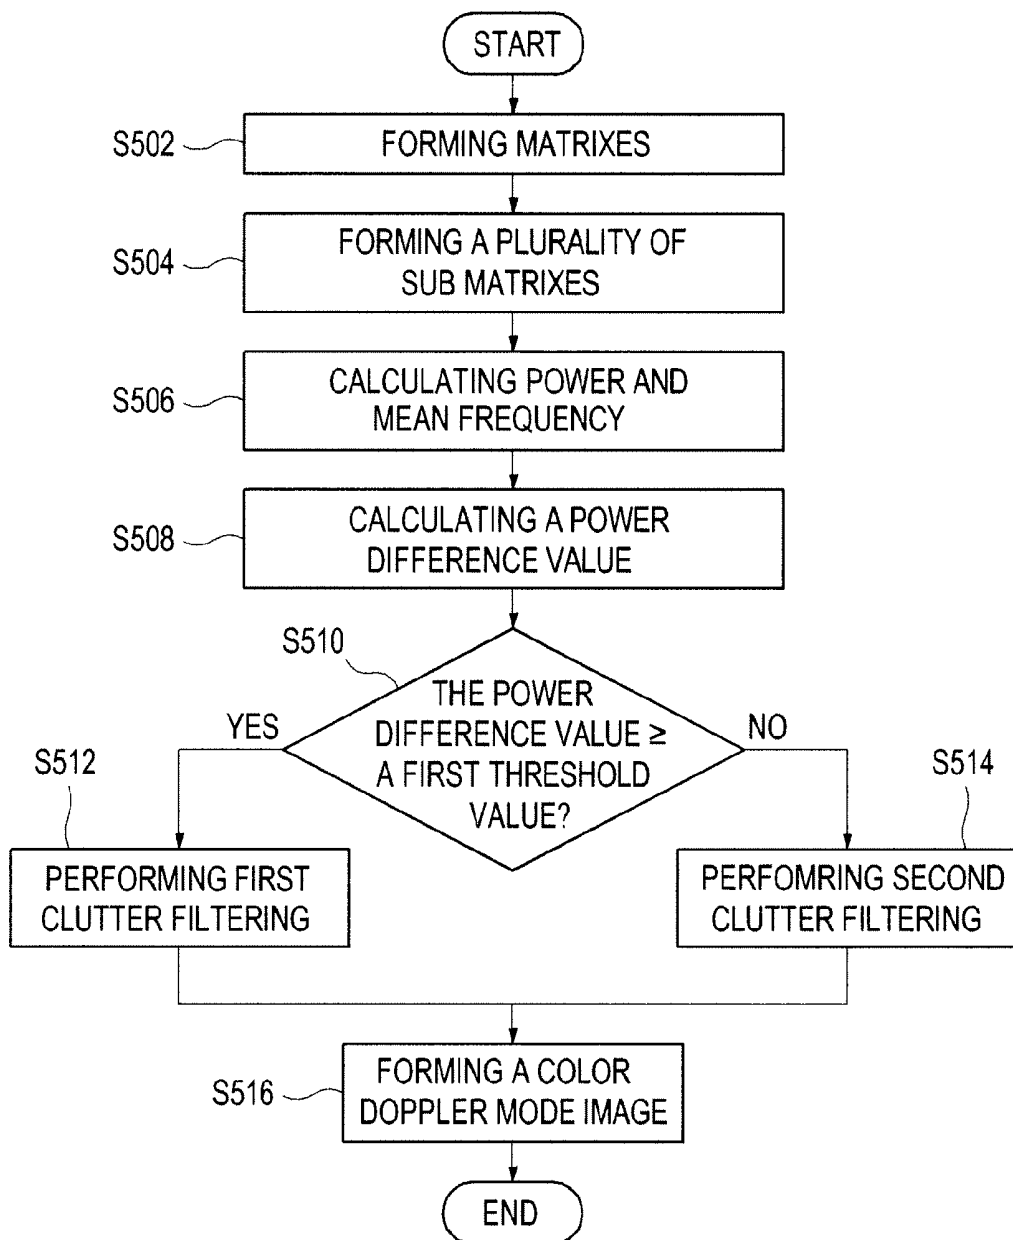 START
S502
FORMING MATRIXES
S504
FORMING A PLURALITY OF
SUB MATRIXES
S506
CALCULATING POWER AND
MEAN FREQUENCY
S508
CALCULATING A POWER
DIFFERENCE VALUE
S510
THE POWER
DIFFERENCE VALUE ≥
A FIRST THRESHOLD
VALUE?
YES
NO
S512
PERFORMING FIRST
CLUTTER FILTERING
S514
PERFOMRING SECOND
CLUTTER FILTERING
S516
FORMING A COLOR
DOPPLER MODE IMAGE
END